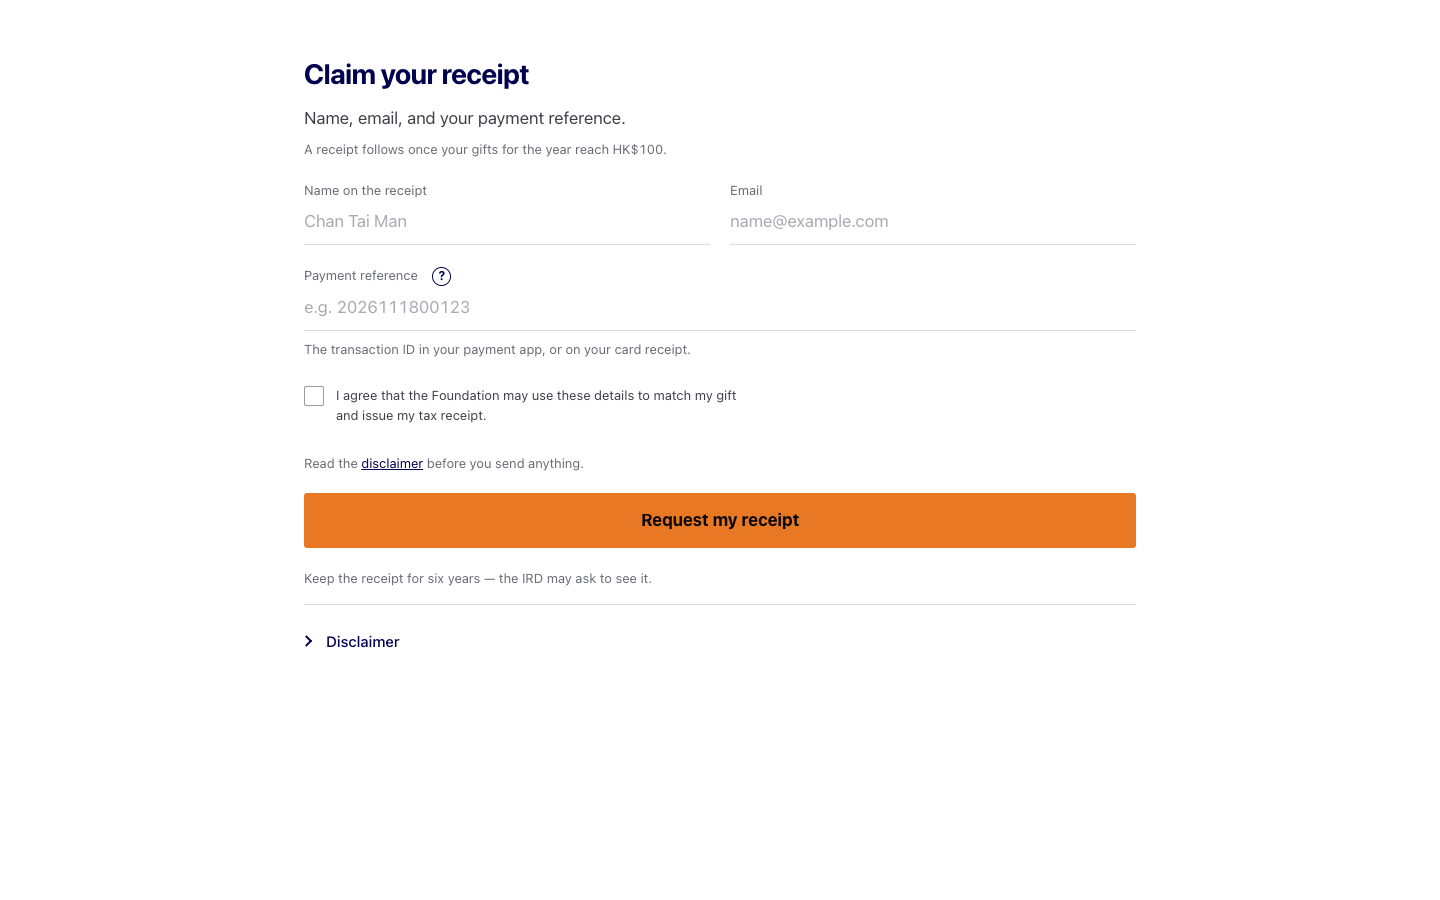 Claim your receipt
Name, email, and your payment reference.
A receipt follows once your gifts for the year reach HK$100.
Name on the receipt
Email
Chan Tai Man
name@example.com
Payment reference ?
e.g. 2026111800123
The transaction ID in your payment app, or on your card receipt.
I agree that the Foundation may use these details to match my gift
and issue my tax receipt.
Read the disclaimer before you send anything.
Request my receipt
Keep the receipt for six years — the IRD may ask to see it.
Disclaimer